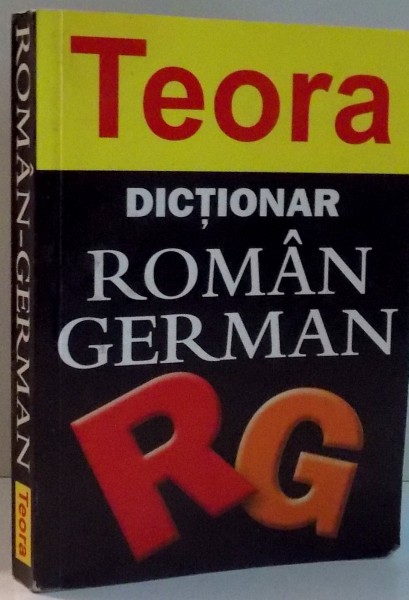 Teora
DICȚIONAR
ROMÂN
GERMAN
RG
ROMÂN-GERMAN
Teora